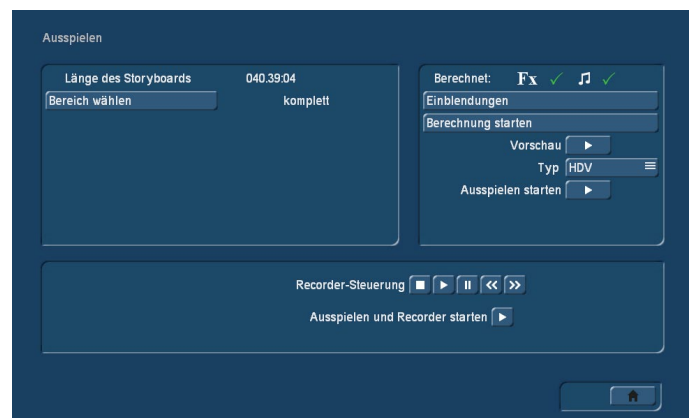 Ausspielen
Länge des Storyboards 040.39:04
Bereich wählen komplett
Berechnet: Fx
Einblendungen
Berechnung starten
Vorschau
Typ HDV
Ausspielen starten
Recorder-Steuerung
Ausspielen und Recorder starten